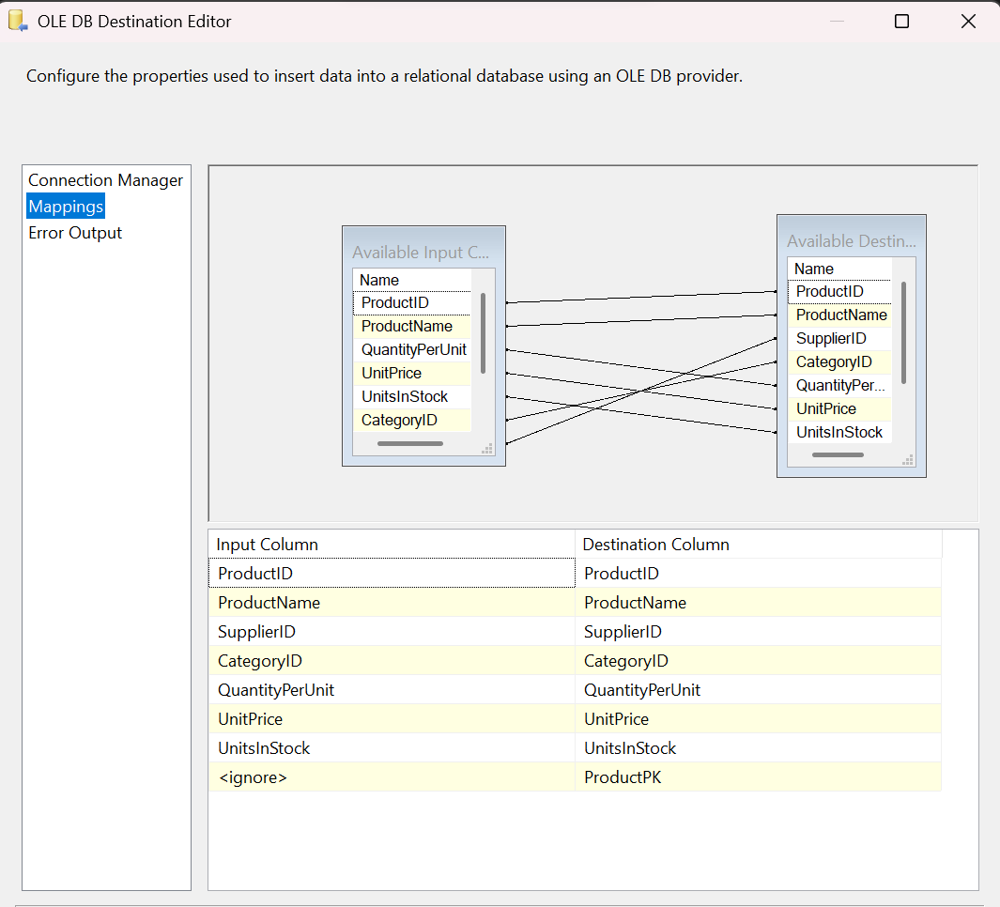 OLE DB Destination Editor
Configure the properties used to insert data into a relational database using an OLE DB provider.
Connection Manager
Mappings
Error Output
Available Input C...
Name
ProductID
ProductName
QuantityPerUnit
UnitPrice
UnitsInStock
CategoryID
Available Destin...
Name
ProductID
ProductName
SupplierID
CategoryID
QuantityPer...
UnitPrice
UnitsInStock
Input Column Destination Column
ProductID ProductID
ProductName ProductName
SupplierID SupplierID
CategoryID CategoryID
QuantityPerUnit QuantityPerUnit
UnitPrice UnitPrice
UnitsInStock UnitsInStock
<ignore> ProductPK